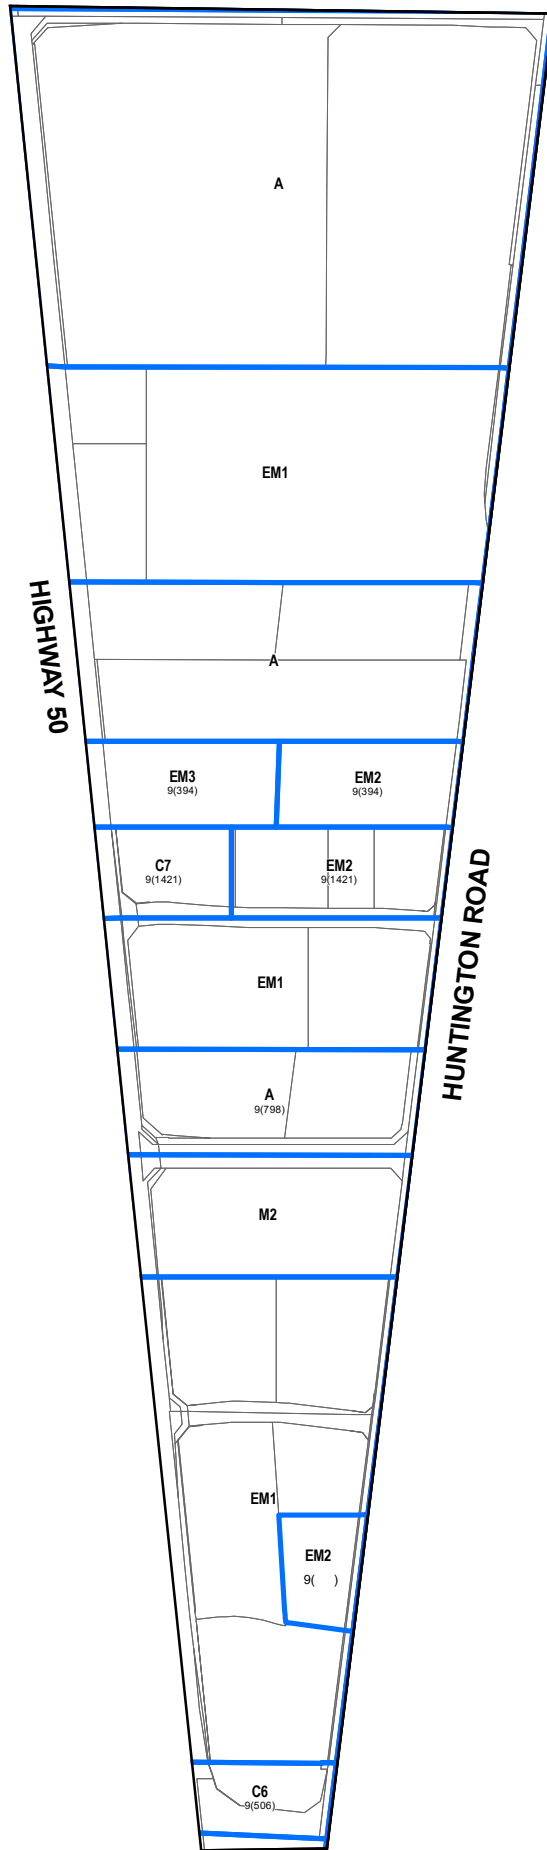 A
EM1
HIGHWAY 50
A
EM3
9(394)
EM2
9(394)
C7
9(1421)
EM2
9(1421)
HUNTINGTON ROAD
EM1
A
9(798)
M2
EM1
EM2
9( )
C6
9(506)